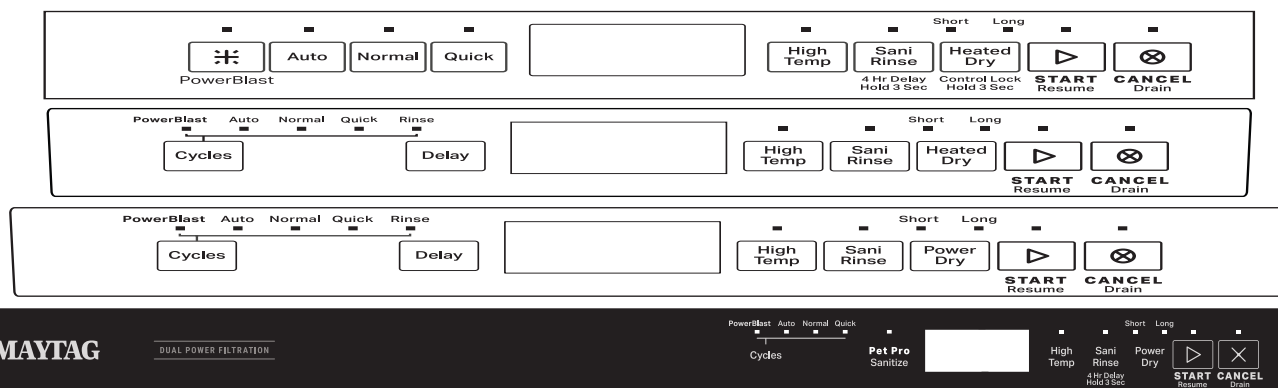 Short Long
Auto Normal Quick High Temp Sani Rinse Heated Dry
PowerBlast 4 Hr Delay Hold 3 Sec Control Lock Hold 3 Sec START Resume CANCEL Drain
PowerBlast Auto Normal Quick Rinse Short Long
Cycles Delay High Temp Sani Rinse Heated Dry
START Resume CANCEL Drain
PowerBlast Auto Normal Quick Rinse Short Long
Cycles Delay High Temp Sani Rinse Power Dry
START Resume CANCEL Drain
PowerBlast Auto Normal Quick Short Long
MAYTAG DUAL POWER FILTRATION Cycles Pet Pro Sanitize High Temp Sani Rinse Power Dry
4 Hr Delay Hold 3 Sec START Resume CANCEL Drain